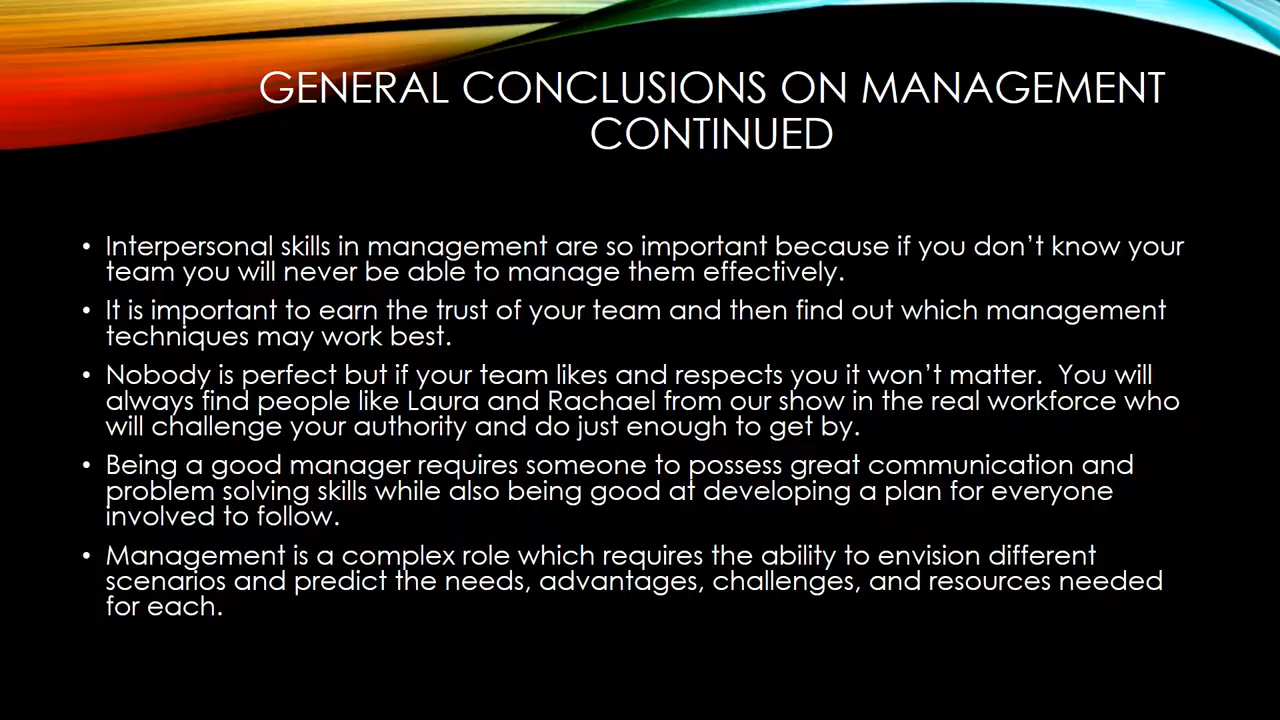 GENERAL CONCLUSIONS ON MANAGEMENT
CONTINUED
• Interpersonal skills in management are so important because if you don’t know your
team you will never be able to manage them effectively.
• It is important to earn the trust of your team and then find out which management
techniques may work best.
• Nobody is perfect but if your team likes and respects you it won’t matter.  You will
always find people like Laura and Rachael from our show in the real workforce who
will challenge your authority and do just enough to get by.
• Being a good manager requires someone to possess great communication and
problem solving skills while also being good at developing a plan for everyone
involved to follow.
• Management is a complex role which requires the ability to envision different
scenarios and predict the needs, advantages, challenges, and resources needed
for each.